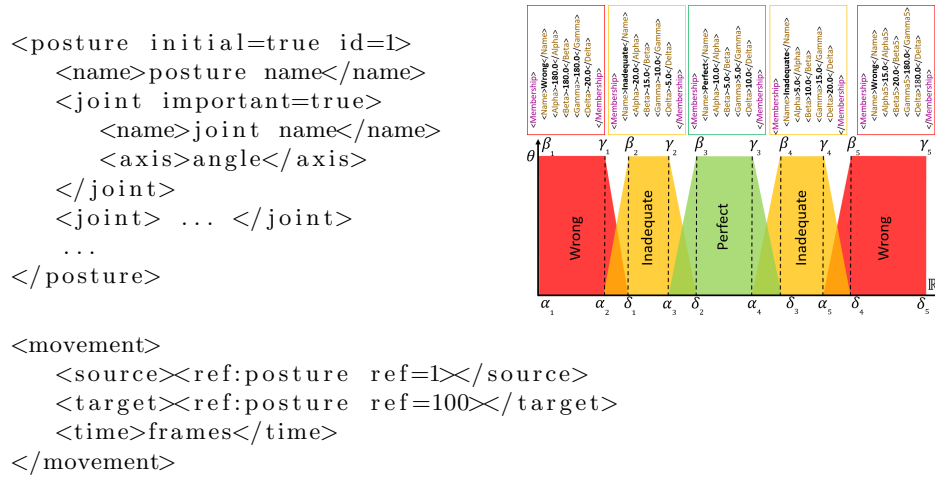 <posture initial=true id=1>
<name>posture name</name>
<joint important=true>
<name>joint name</name>
<axis>angle</axis>
</joint>
<joint> ... </joint>
...
</posture>
<movement>
<source><ref:posture ref=1></source>
<target><ref:posture ref=100></target>
<time>frames</time>
</movement>
<Membership>
<Name>Wrong</Name>
<Alpha>-180.0</Alpha>
<Beta>-180.0</Beta>
<Gamma>-180.0</Gamma>
<Delta>-20.0</Delta>
</Membership>
<Membership>
<Name>Inadequate</Name>
<Alpha>-20.0</Alpha>
<Beta>-15.0</Beta>
<Gamma>-10.0</Gamma>
<Delta>-5.0</Delta>
</Membership>
<Membership>
<Name>Perfect</Name>
<Alpha>-10.0</Alpha>
<Beta>-5.0</Beta>
<Gamma>5.0</Gamma>
<Delta>10.0</Delta>
</Membership>
<Membership>
<Name>Inadequate</Name>
<Alpha>5.0</Alpha>
<Beta>10.0</Beta>
<Gamma>15.0</Gamma>
<Delta>20.0</Delta>
</Membership>
<Membership>
<Name>Wrong</Name>
<Alpha5>15.0</Alpha5>
<Beta5>20.0</Beta5>
<Gamma5>180.0</Gamma5>
<Delta>180.0</Delta>
</Membership>
β₁ γ₁ β₂ γ₂ β₃ γ₃ β₄ γ₄ β₅ γ₅
θ
Wrong
Inadequate
Perfect
Inadequate
Wrong
ℝ
α₁ α₂ δ₁ α₃ δ₂ α₄ δ₃ α₅ δ₄ δ₅